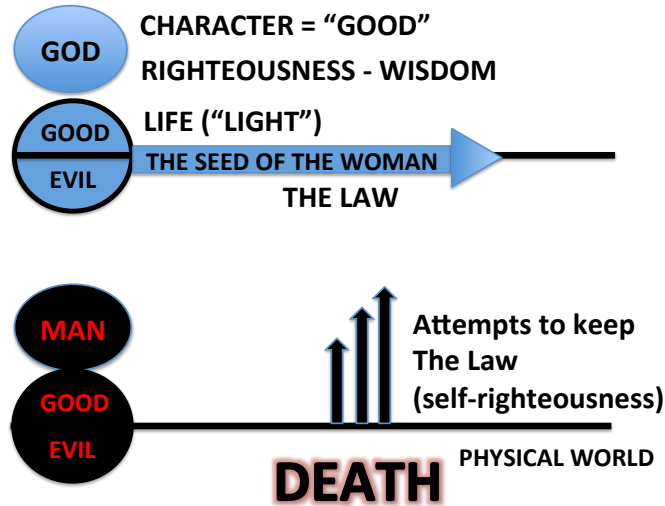 GOD
CHARACTER = “GOOD”
RIGHTEOUSNESS - WISDOM
GOOD
EVIL
LIFE (“LIGHT”)
THE SEED OF THE WOMAN
THE LAW
MAN
GOOD
EVIL
Attempts to keep
The Law
(self-righteousness)
DEATH
PHYSICAL WORLD